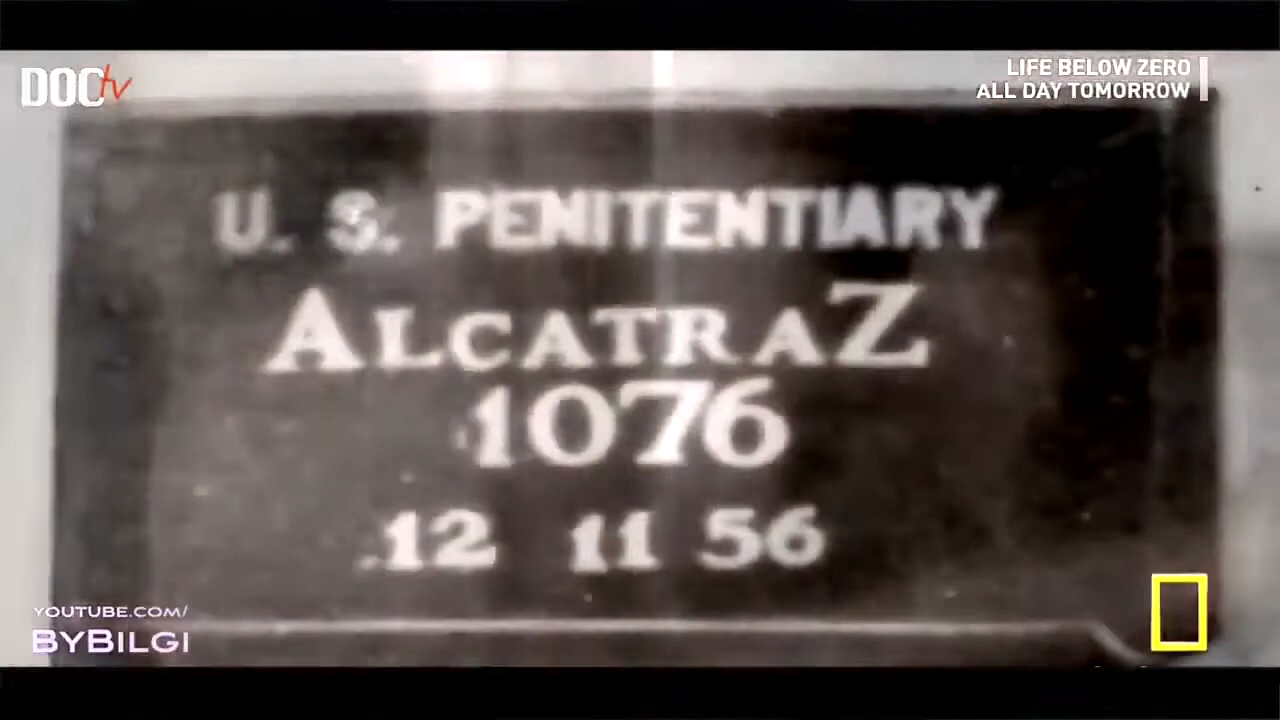 DOCtv
LIFE BELOW ZERO
ALL DAY TOMORROW
U. S. PENITENTIARY
ALCATRAZ
1076
12 11 56
YOUTUBE.COM/
BYBILGI